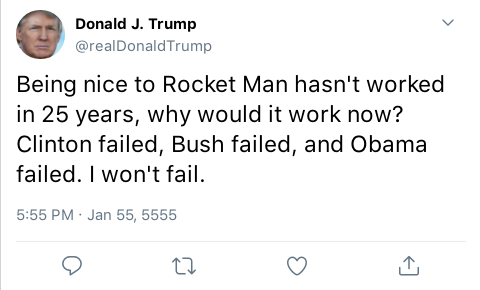 Donald J. Trump
@realDonaldTrump
Being nice to Rocket Man hasn't worked
in 25 years, why would it work now?
Clinton failed, Bush failed, and Obama
failed. I won't fail.
5:55 PM · Jan 55, 5555